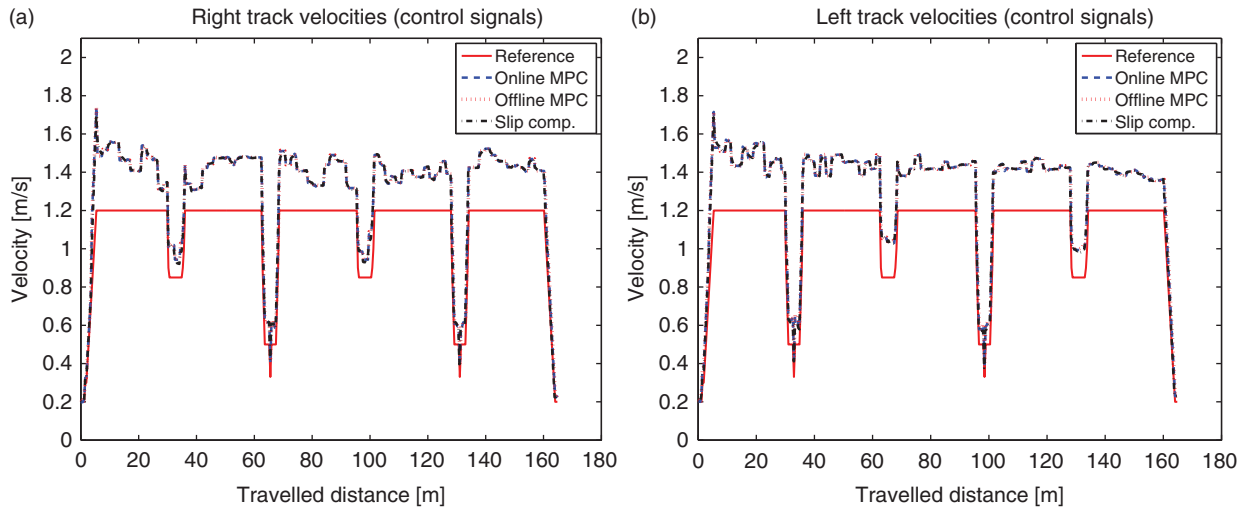 (a)
Right track velocities (control signals)
2
1.8
1.6
1.4
1.2
1
0.8
0.6
0.4
0.2
0
Velocity [m/s]
Reference
Online MPC
Offline MPC
Slip comp.
0 20 40 60 80 100 120 140 160 180
Travelled distance [m]
(b)
Left track velocities (control signals)
2
1.8
1.6
1.4
1.2
1
0.8
0.6
0.4
0.2
0
Velocity [m/s]
Reference
Online MPC
Offline MPC
Slip comp.
0 20 40 60 80 100 120 140 160 180
Travelled distance [m]